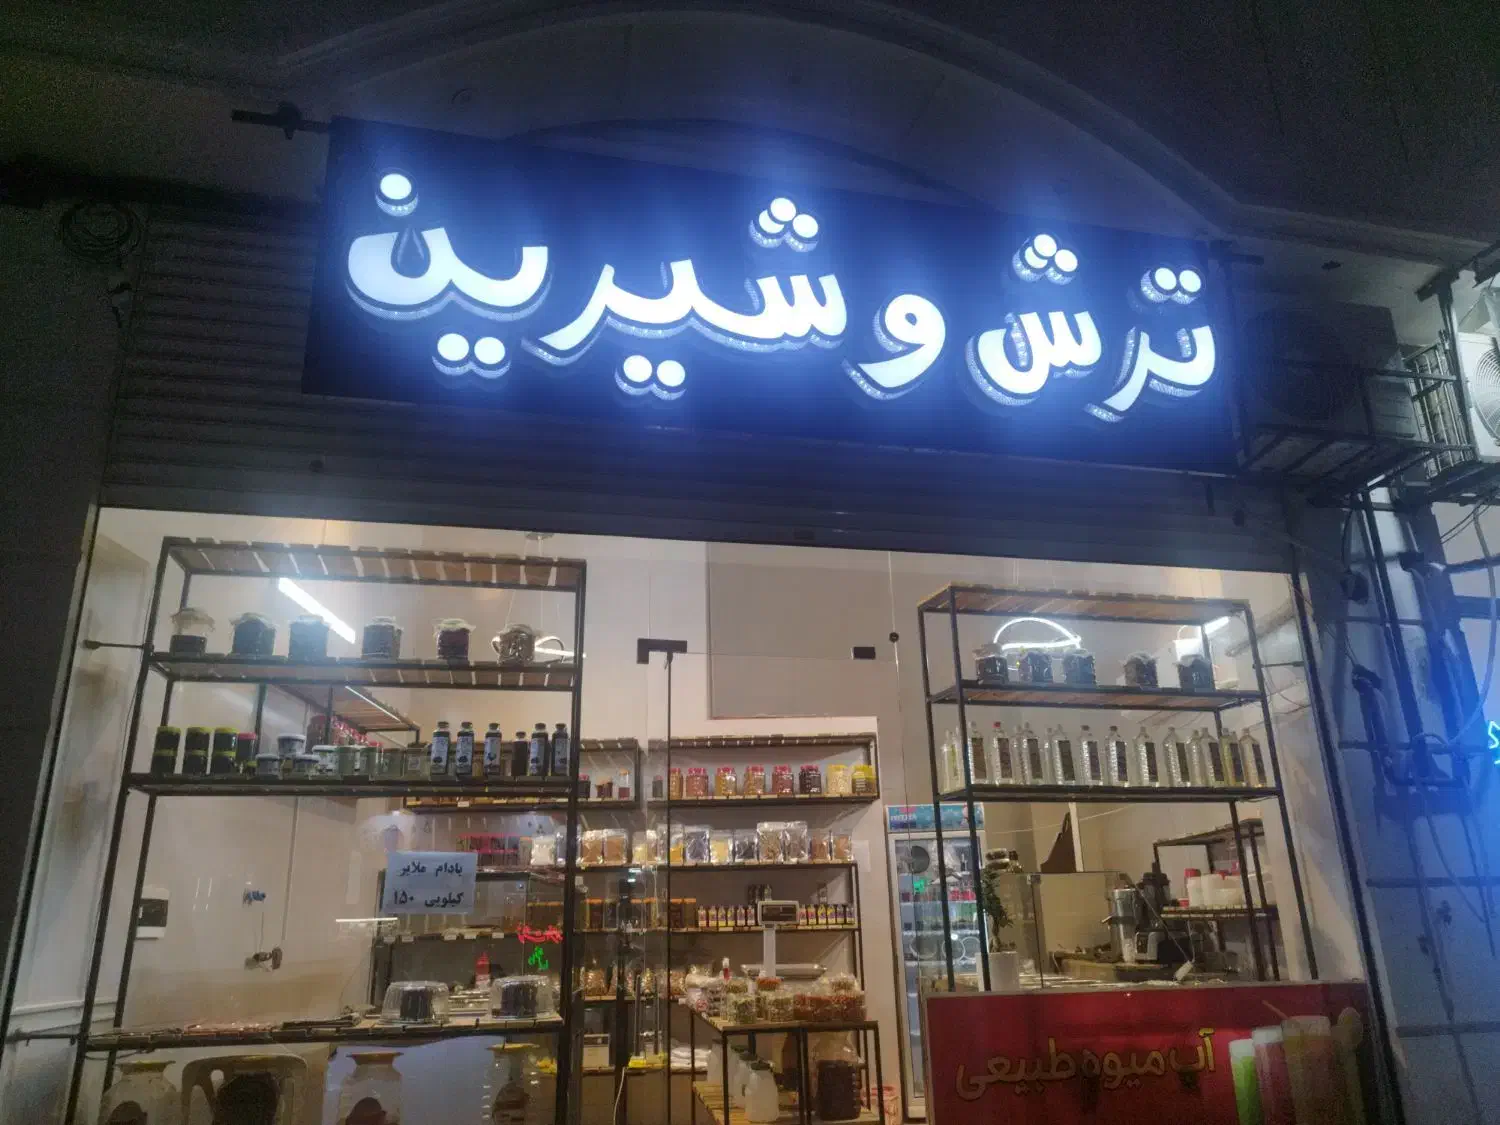 ترش و شیرین
بادام ملایر
کیلویی ۱۵۰
آب میوه طبیعی